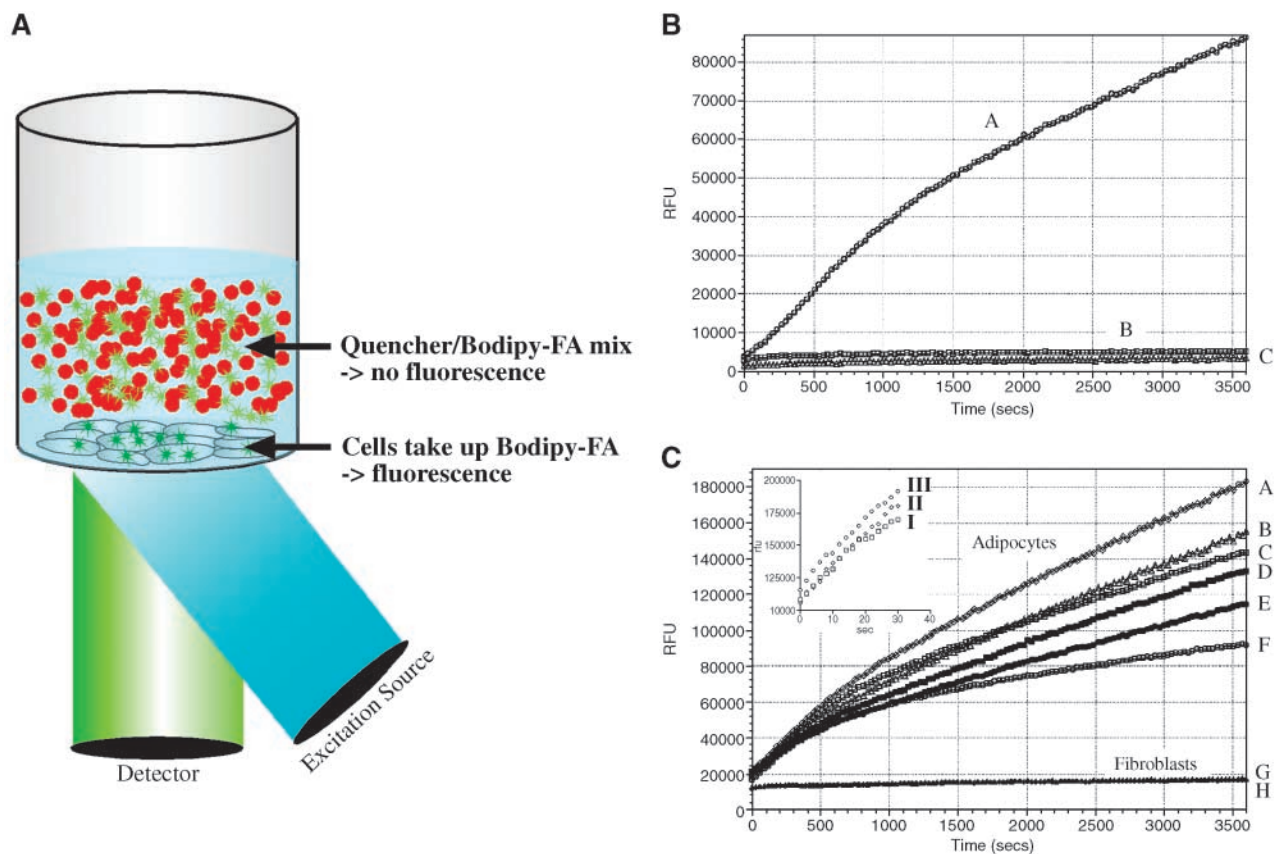 A
Quencher/Bodipy-FA mix
-> no fluorescence
Cells take up Bodipy-FA
-> fluorescence
Detector
Excitation Source
B
80000
70000
60000
50000
40000
30000
20000
10000
0
RFU
A
B
C
0 500 1000 1500 2000 2500 3000 3500
Time (secs)
C
180000
160000
140000
120000
100000
80000
60000
40000
20000
0
RFU
200000
175000
150000
125000
10000
rfu
0 10 20 30 40
sec
III
II
I
Adipocytes
A
B
C
D
E
F
Fibroblasts
G
H
0 500 1000 1500 2000 2500 3000 3500
Time (secs)